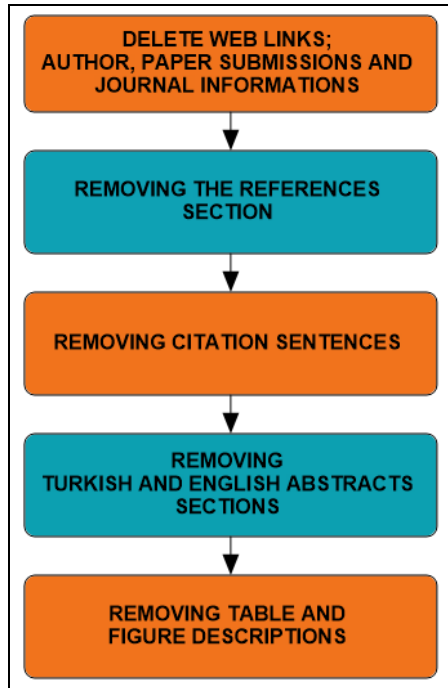 DELETE WEB LINKS;
AUTHOR, PAPER SUBMISSIONS AND
JOURNAL INFORMATIONS
REMOVING THE REFERENCES
SECTION
REMOVING CITATION SENTENCES
REMOVING
TURKISH AND ENGLISH ABSTRACTS
SECTIONS
REMOVING TABLE AND
FIGURE DESCRIPTIONS